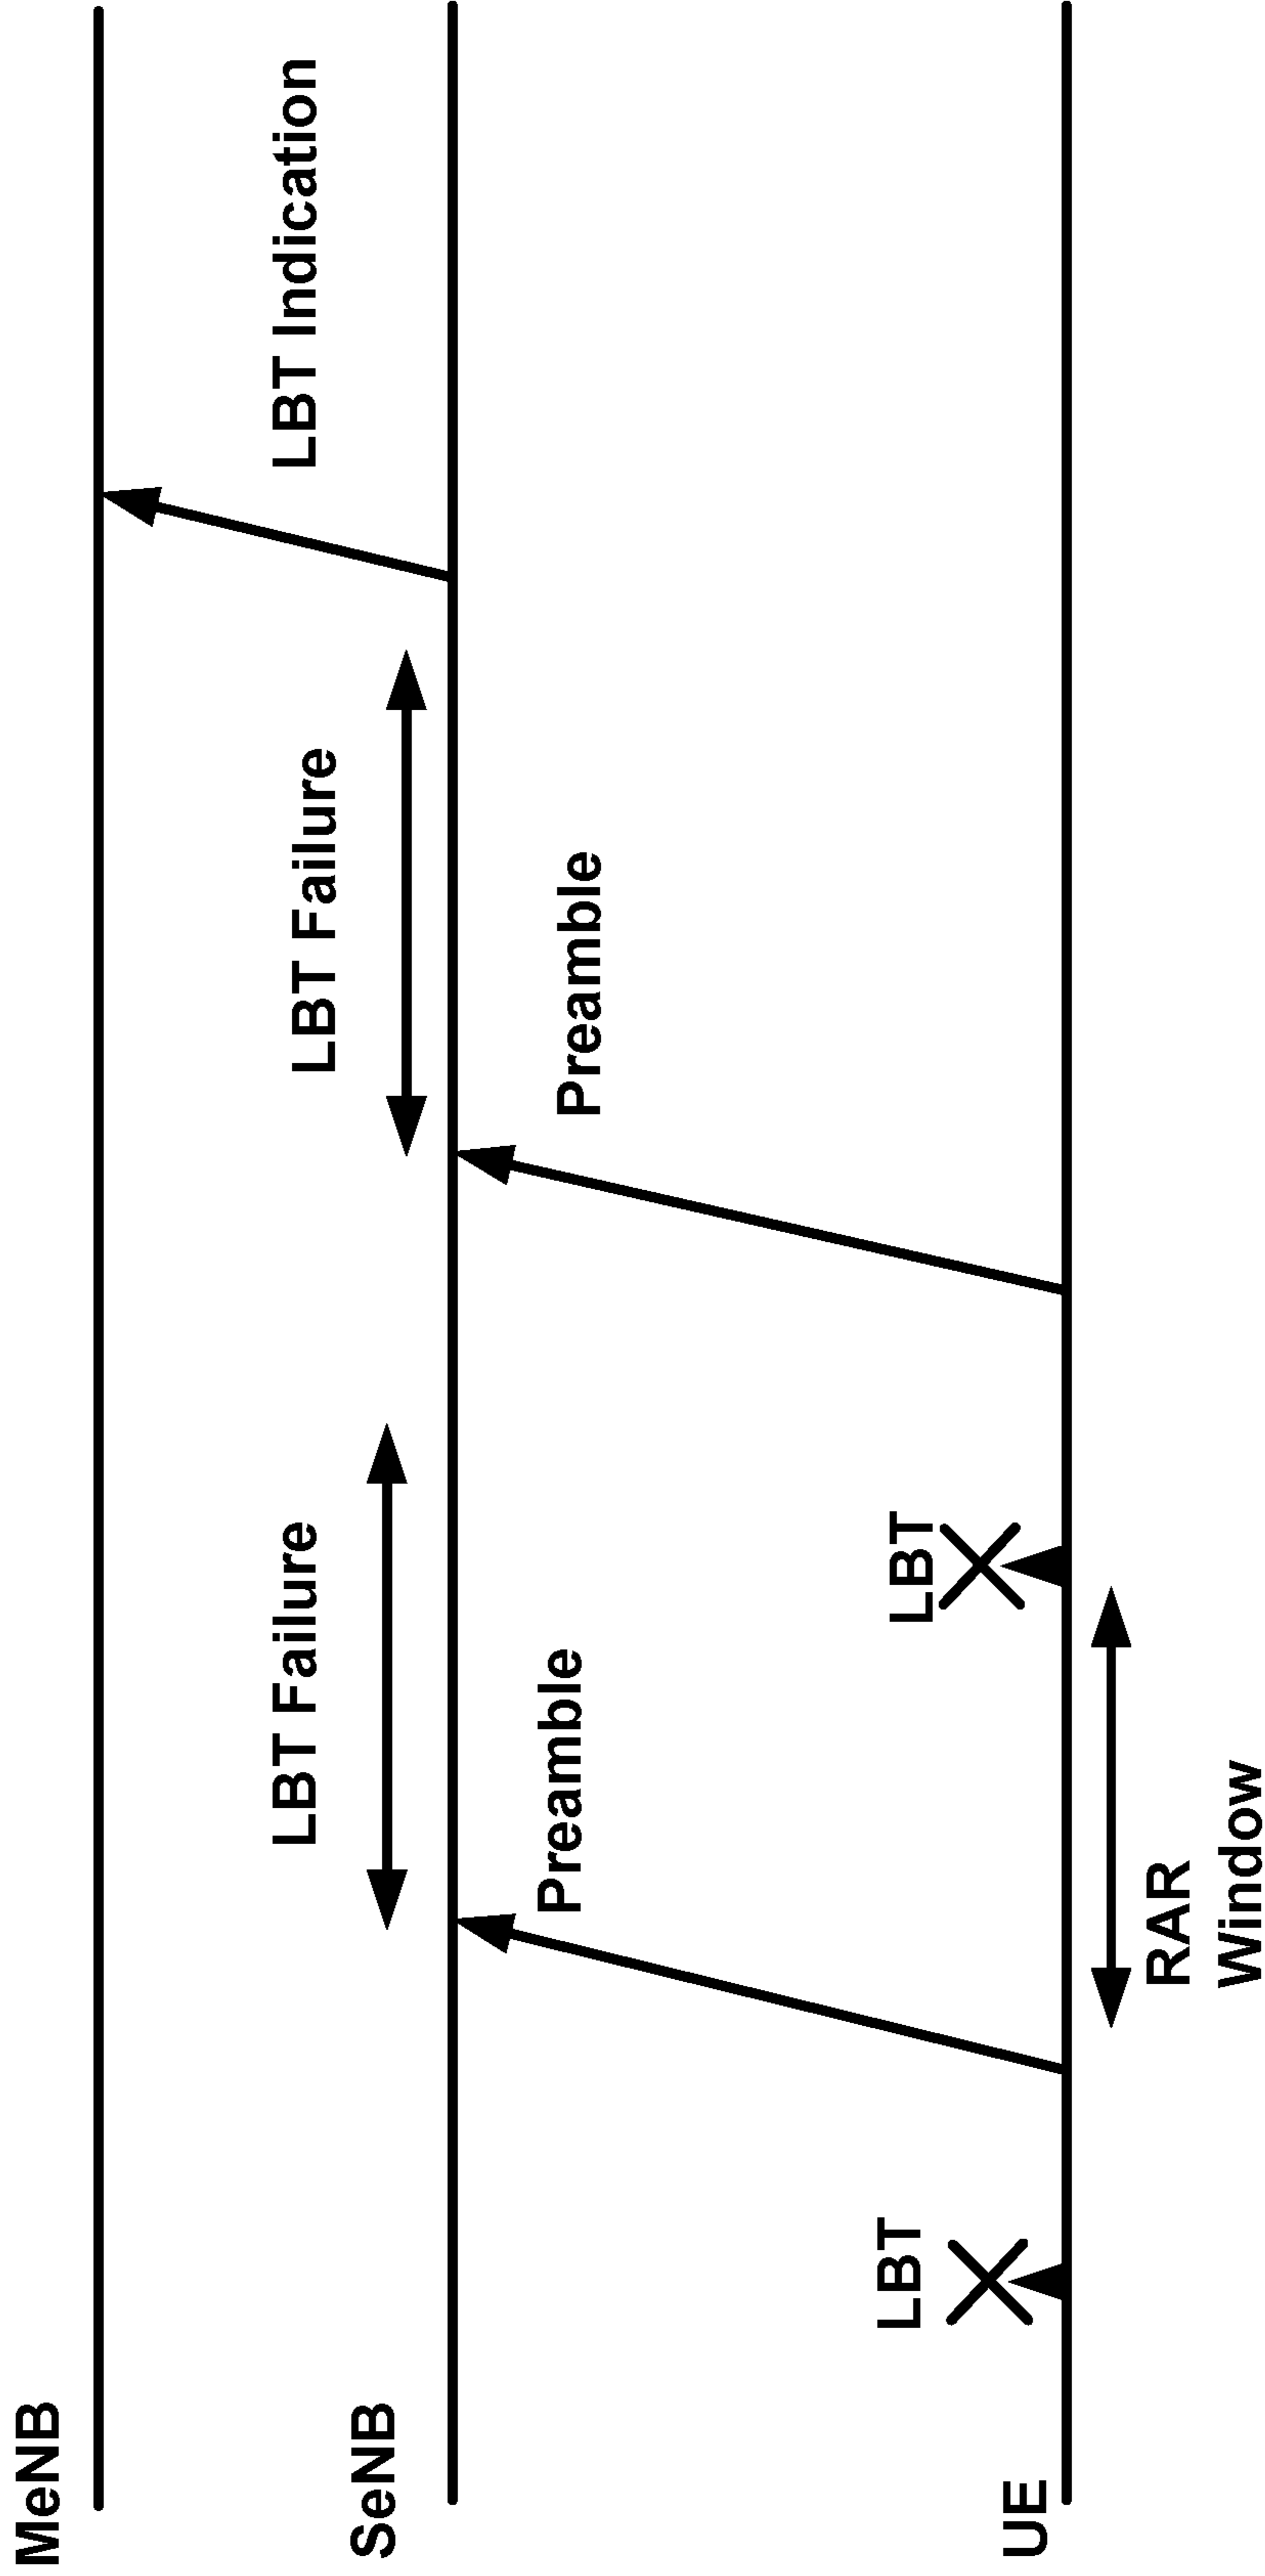 MeNB
LBT Failure
LBT Failure
LBT Indication
SeNB
Preamble
Preamble
LBT
LBT
UE
RAR
Window